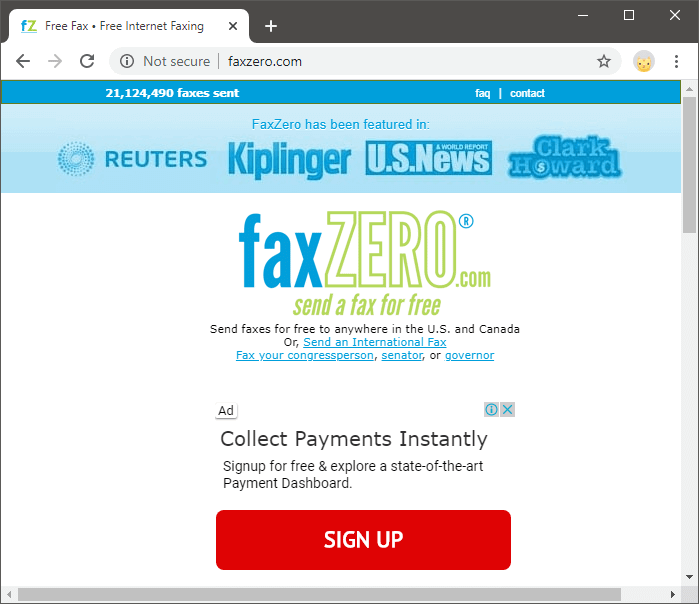 fZ Free Fax • Free Internet Faxing
Not secure | faxzero.com
21,124,490 faxes sent
faq | contact
FaxZero has been featured in:
REUTERS Kiplinger U.S.News A WORLD REPORT Clark Howard $
faxZERO.com®
send a fax for free
Send faxes for free to anywhere in the U.S. and Canada
Or, Send an International Fax
Fax your congressperson, senator, or governor
Ad
Collect Payments Instantly
Signup for free & explore a state-of-the-art
Payment Dashboard.
SIGN UP